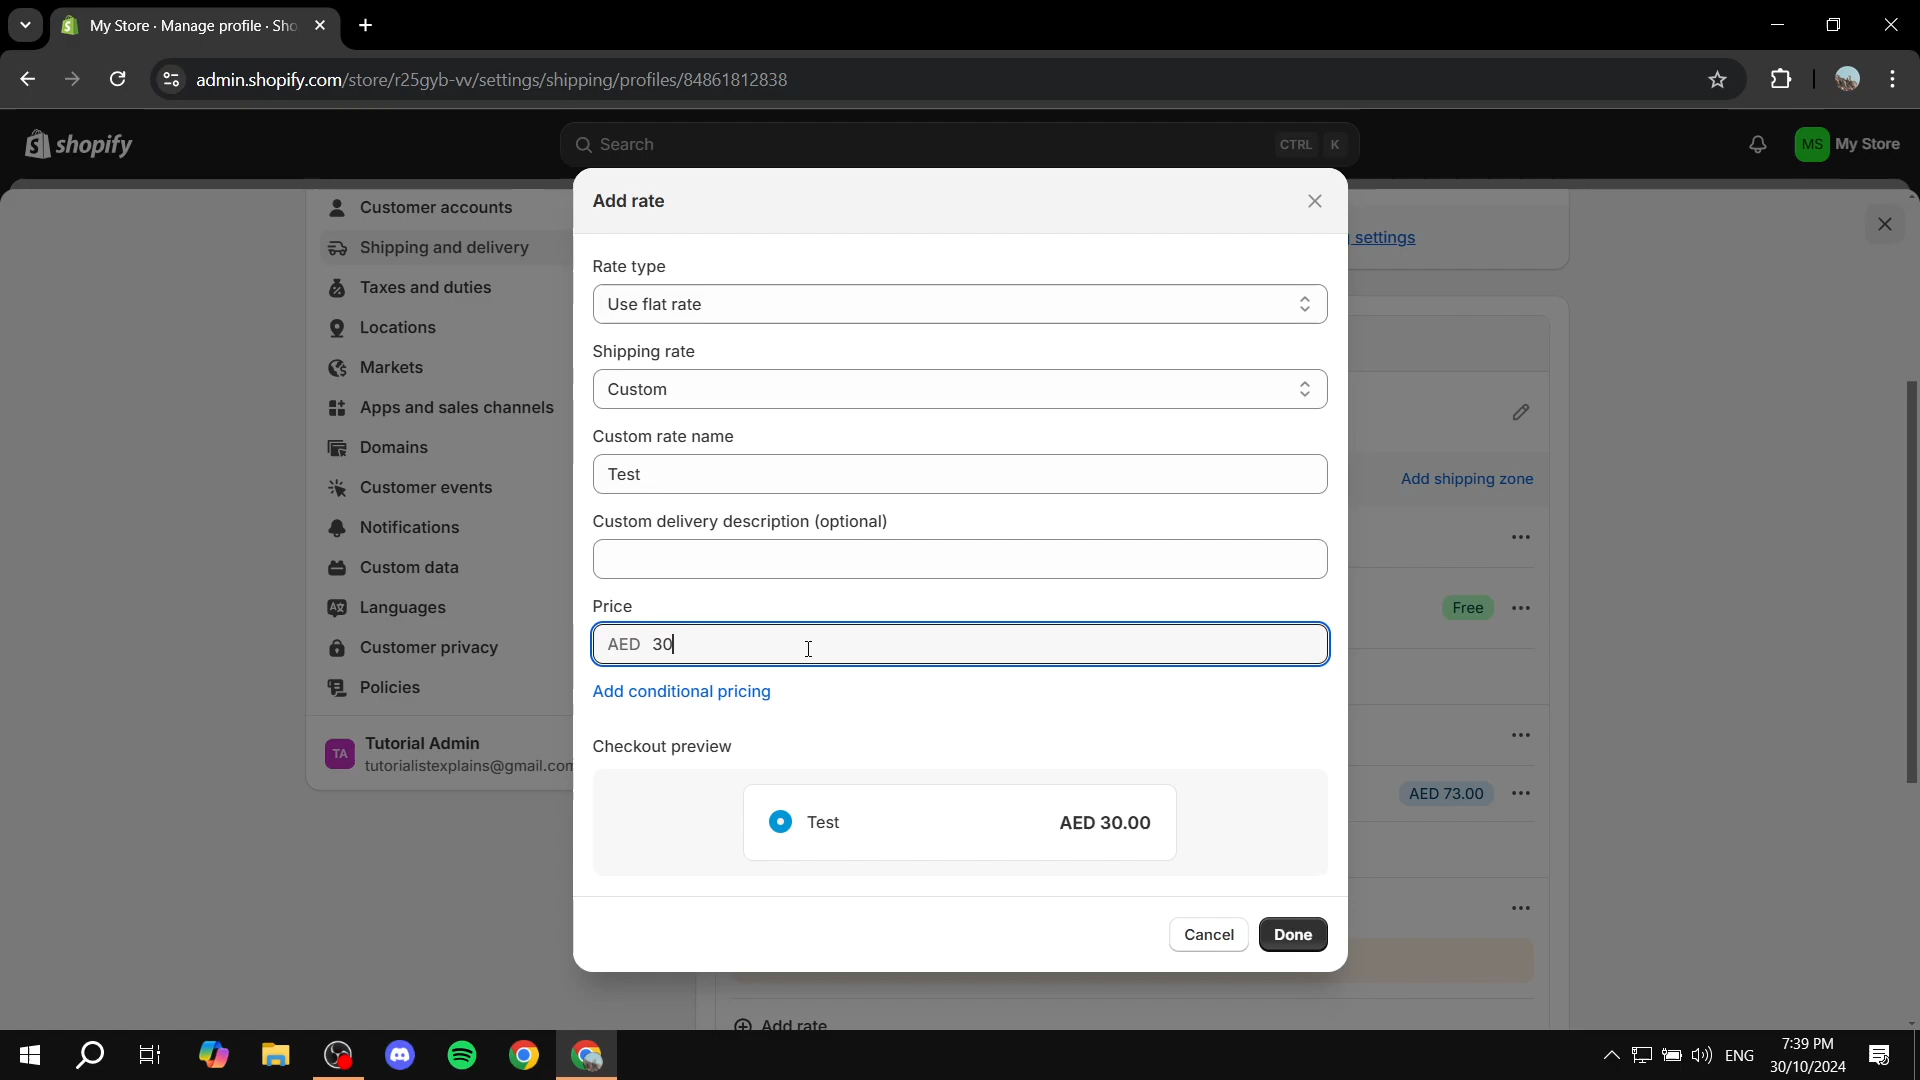 My Store · Manage profile · Sho
admin.shopify.com/store/r25gyb-vv/settings/shipping/profiles/84861812838
shopify
Search
CTRL K
MS
My Store
Customer accounts
Shipping and delivery
Taxes and duties
Locations
Markets
Apps and sales channels
Domains
Customer events
Notifications
Custom data
Languages
Customer privacy
Policies
TA
Tutorial Admin
tutorialistexplains@gmail.com
Add rate
Rate type
Use flat rate
Shipping rate
Custom
Custom rate name
Test
Custom delivery description (optional)
Price
AED 30
Add conditional pricing
Checkout preview
Test AED 30.00
Cancel Done
settings
Add shipping zone
Free
AED 73.00
Add rate
ENG
7:39 PM
30/10/2024